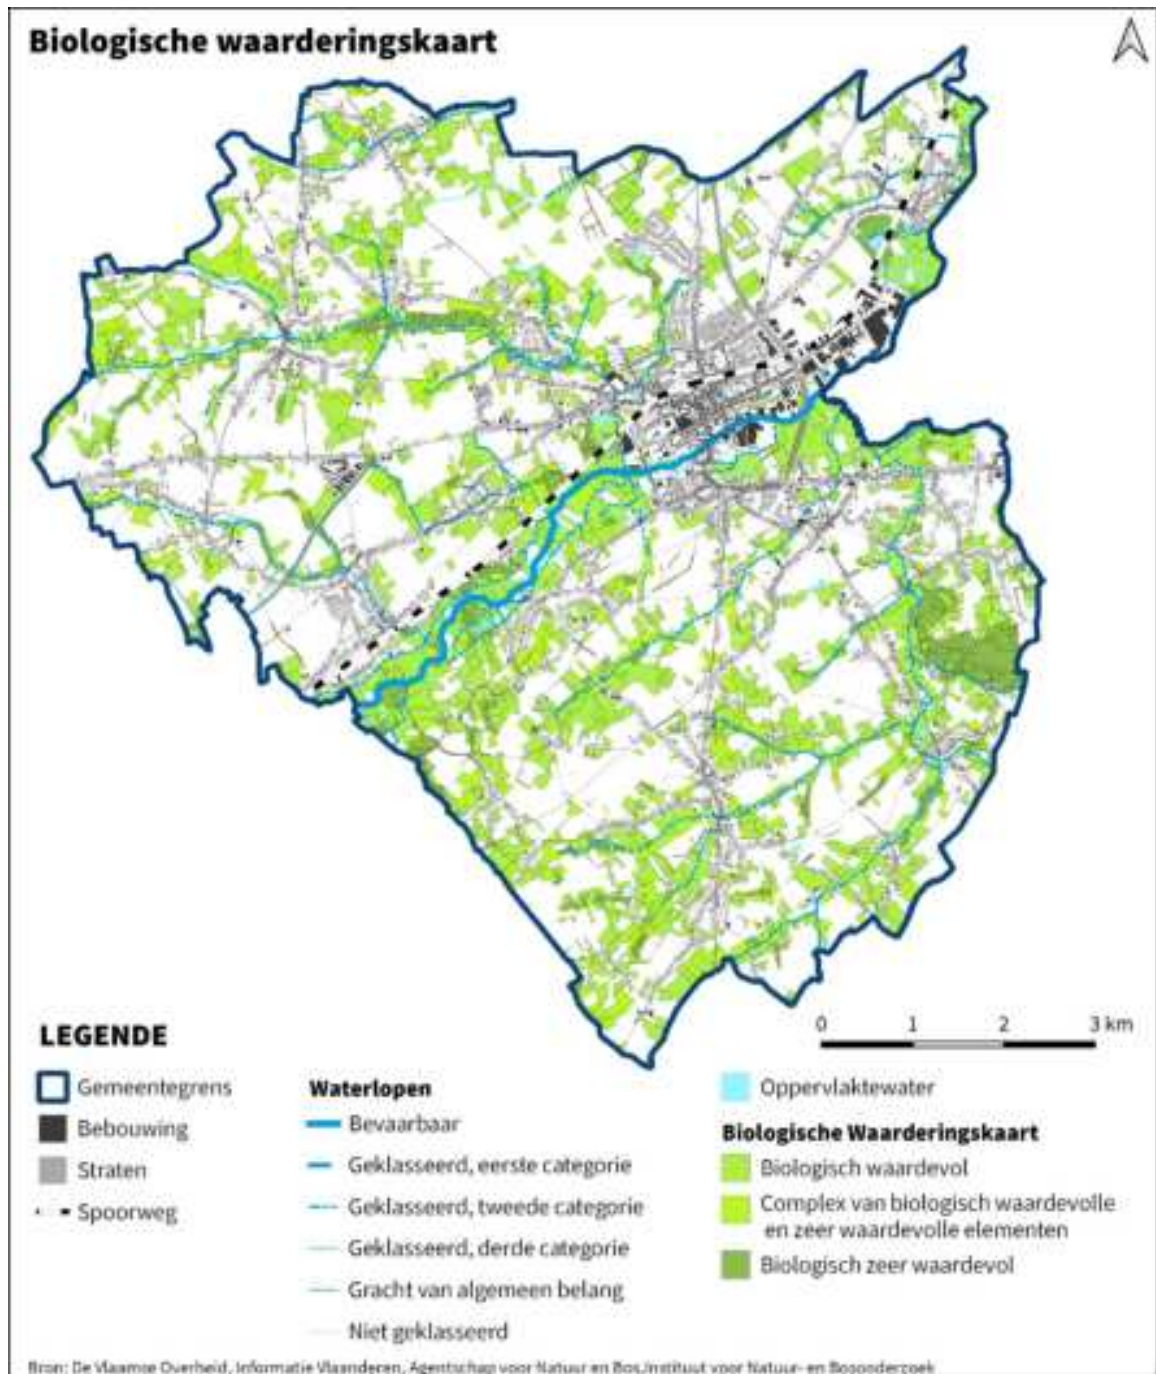 Biologische waarderingskaart
0 1 2 3 km
LEGENDE
Gemeentegrens
Bebouwing
Straten
Spoorweg
Waterlopen
Bevaarbaar
Geklasseerd, eerste categorie
Geklasseerd, tweede categorie
Geklasseerd, derde categorie
Gracht van algemeen belang
Niet geklasseerd
Oppervlaktewater
Biologische Waarderingskaart
Biologisch waardevol
Complex van biologisch waardevolle
en zeer waardevolle elementen
Biologisch zeer waardevol
Bron: De Vlaamse Overheid, Informatie Vlaanderen, Agentschap voor Natuur en Bos,Instituut voor Natuur- en Bosonderzoek